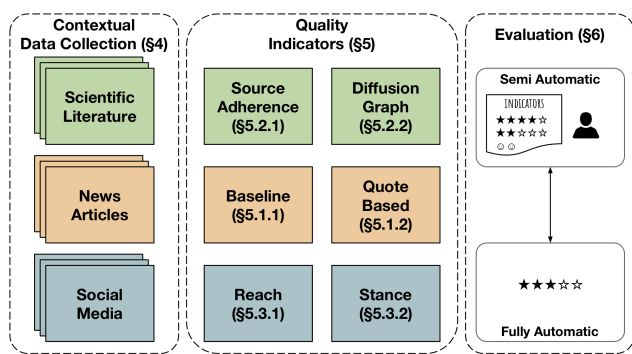 Contextual
Data Collection (§4)
Scientific
Literature
News
Articles
Social
Media
Quality
Indicators (§5)
Source
Adherence
(§5.2.1)
Diffusion
Graph
(§5.2.2)
Baseline
(§5.1.1)
Quote
Based
(§5.1.2)
Reach
(§5.3.1)
Stance
(§5.3.2)
Evaluation (§6)
Semi Automatic
INDICATORS
★★★★☆
★★☆☆☆
☺☺
★★★☆☆
Fully Automatic